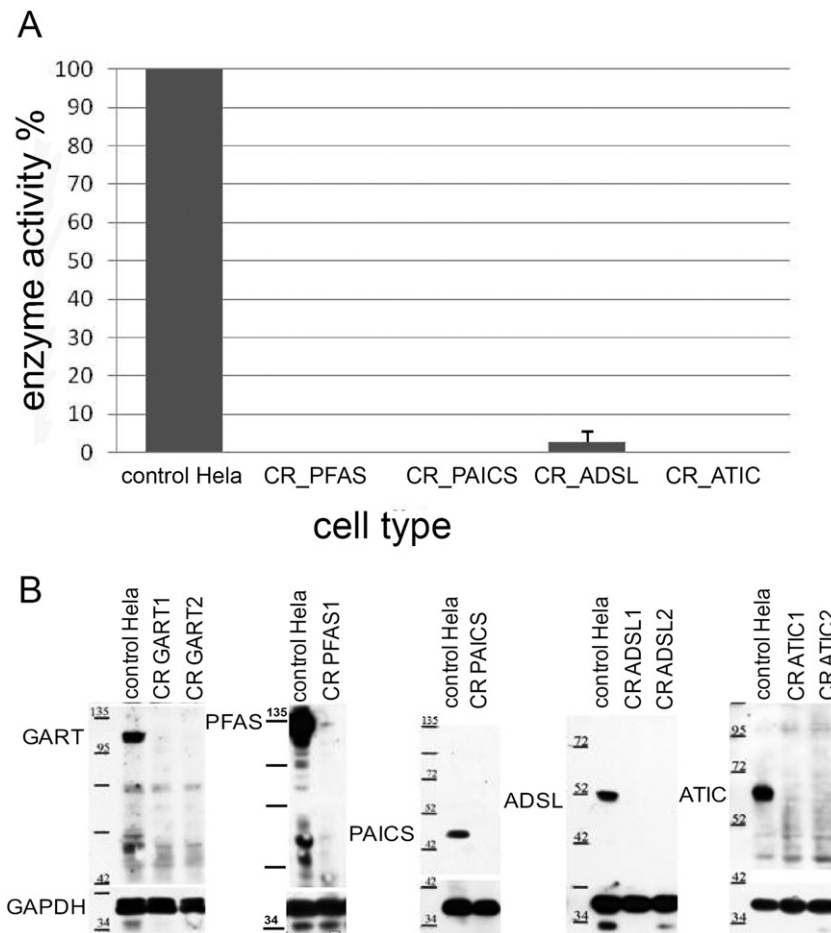 A
enzyme activity %
100
90
80
70
60
50
40
30
20
10
0
control Hela CR_PFAS CR_PAICS CR_ADSL CR_ATIC
cell type
B
control Hela
CR GART1
CR GART2
GART
135
95
42
GAPDH
34
control Hela
CR PFAS1
PFAS
135
34
control Hela
CR PAICS
PAICS
135
95
72
52
42
42
34
control Hela
CR ADSL1
CR ADSL2
ADSL
72
52
42
34
control Hela
CR ATIC1
CR ATIC2
ATIC
95
72
52
42
34